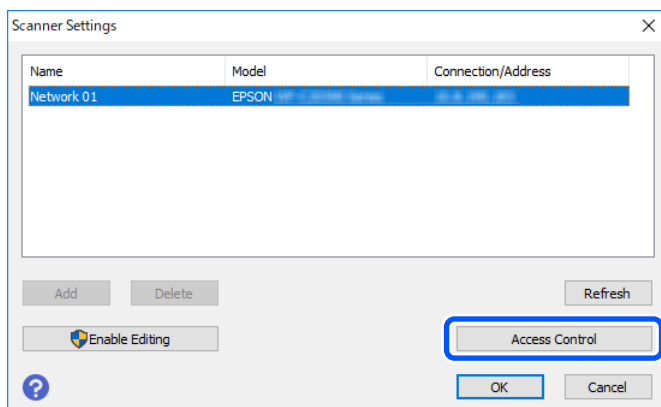 Scanner Settings
Name Model Connection/Address
Network 01 EPSON
Add Delete Refresh
Enable Editing Access Control
? OK Cancel